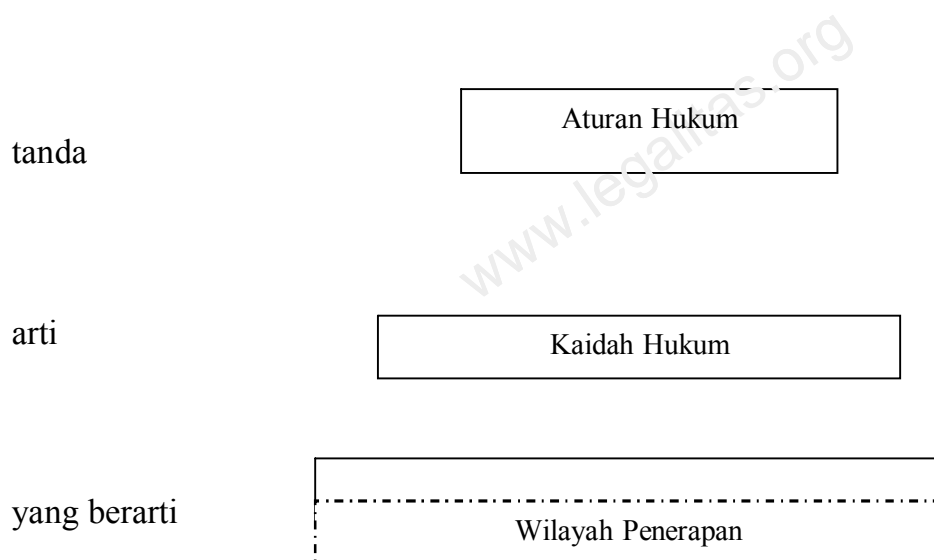 www.legalitas.org
tanda
Aturan Hukum
arti
Kaidah Hukum
yang berarti
Wilayah Penerapan